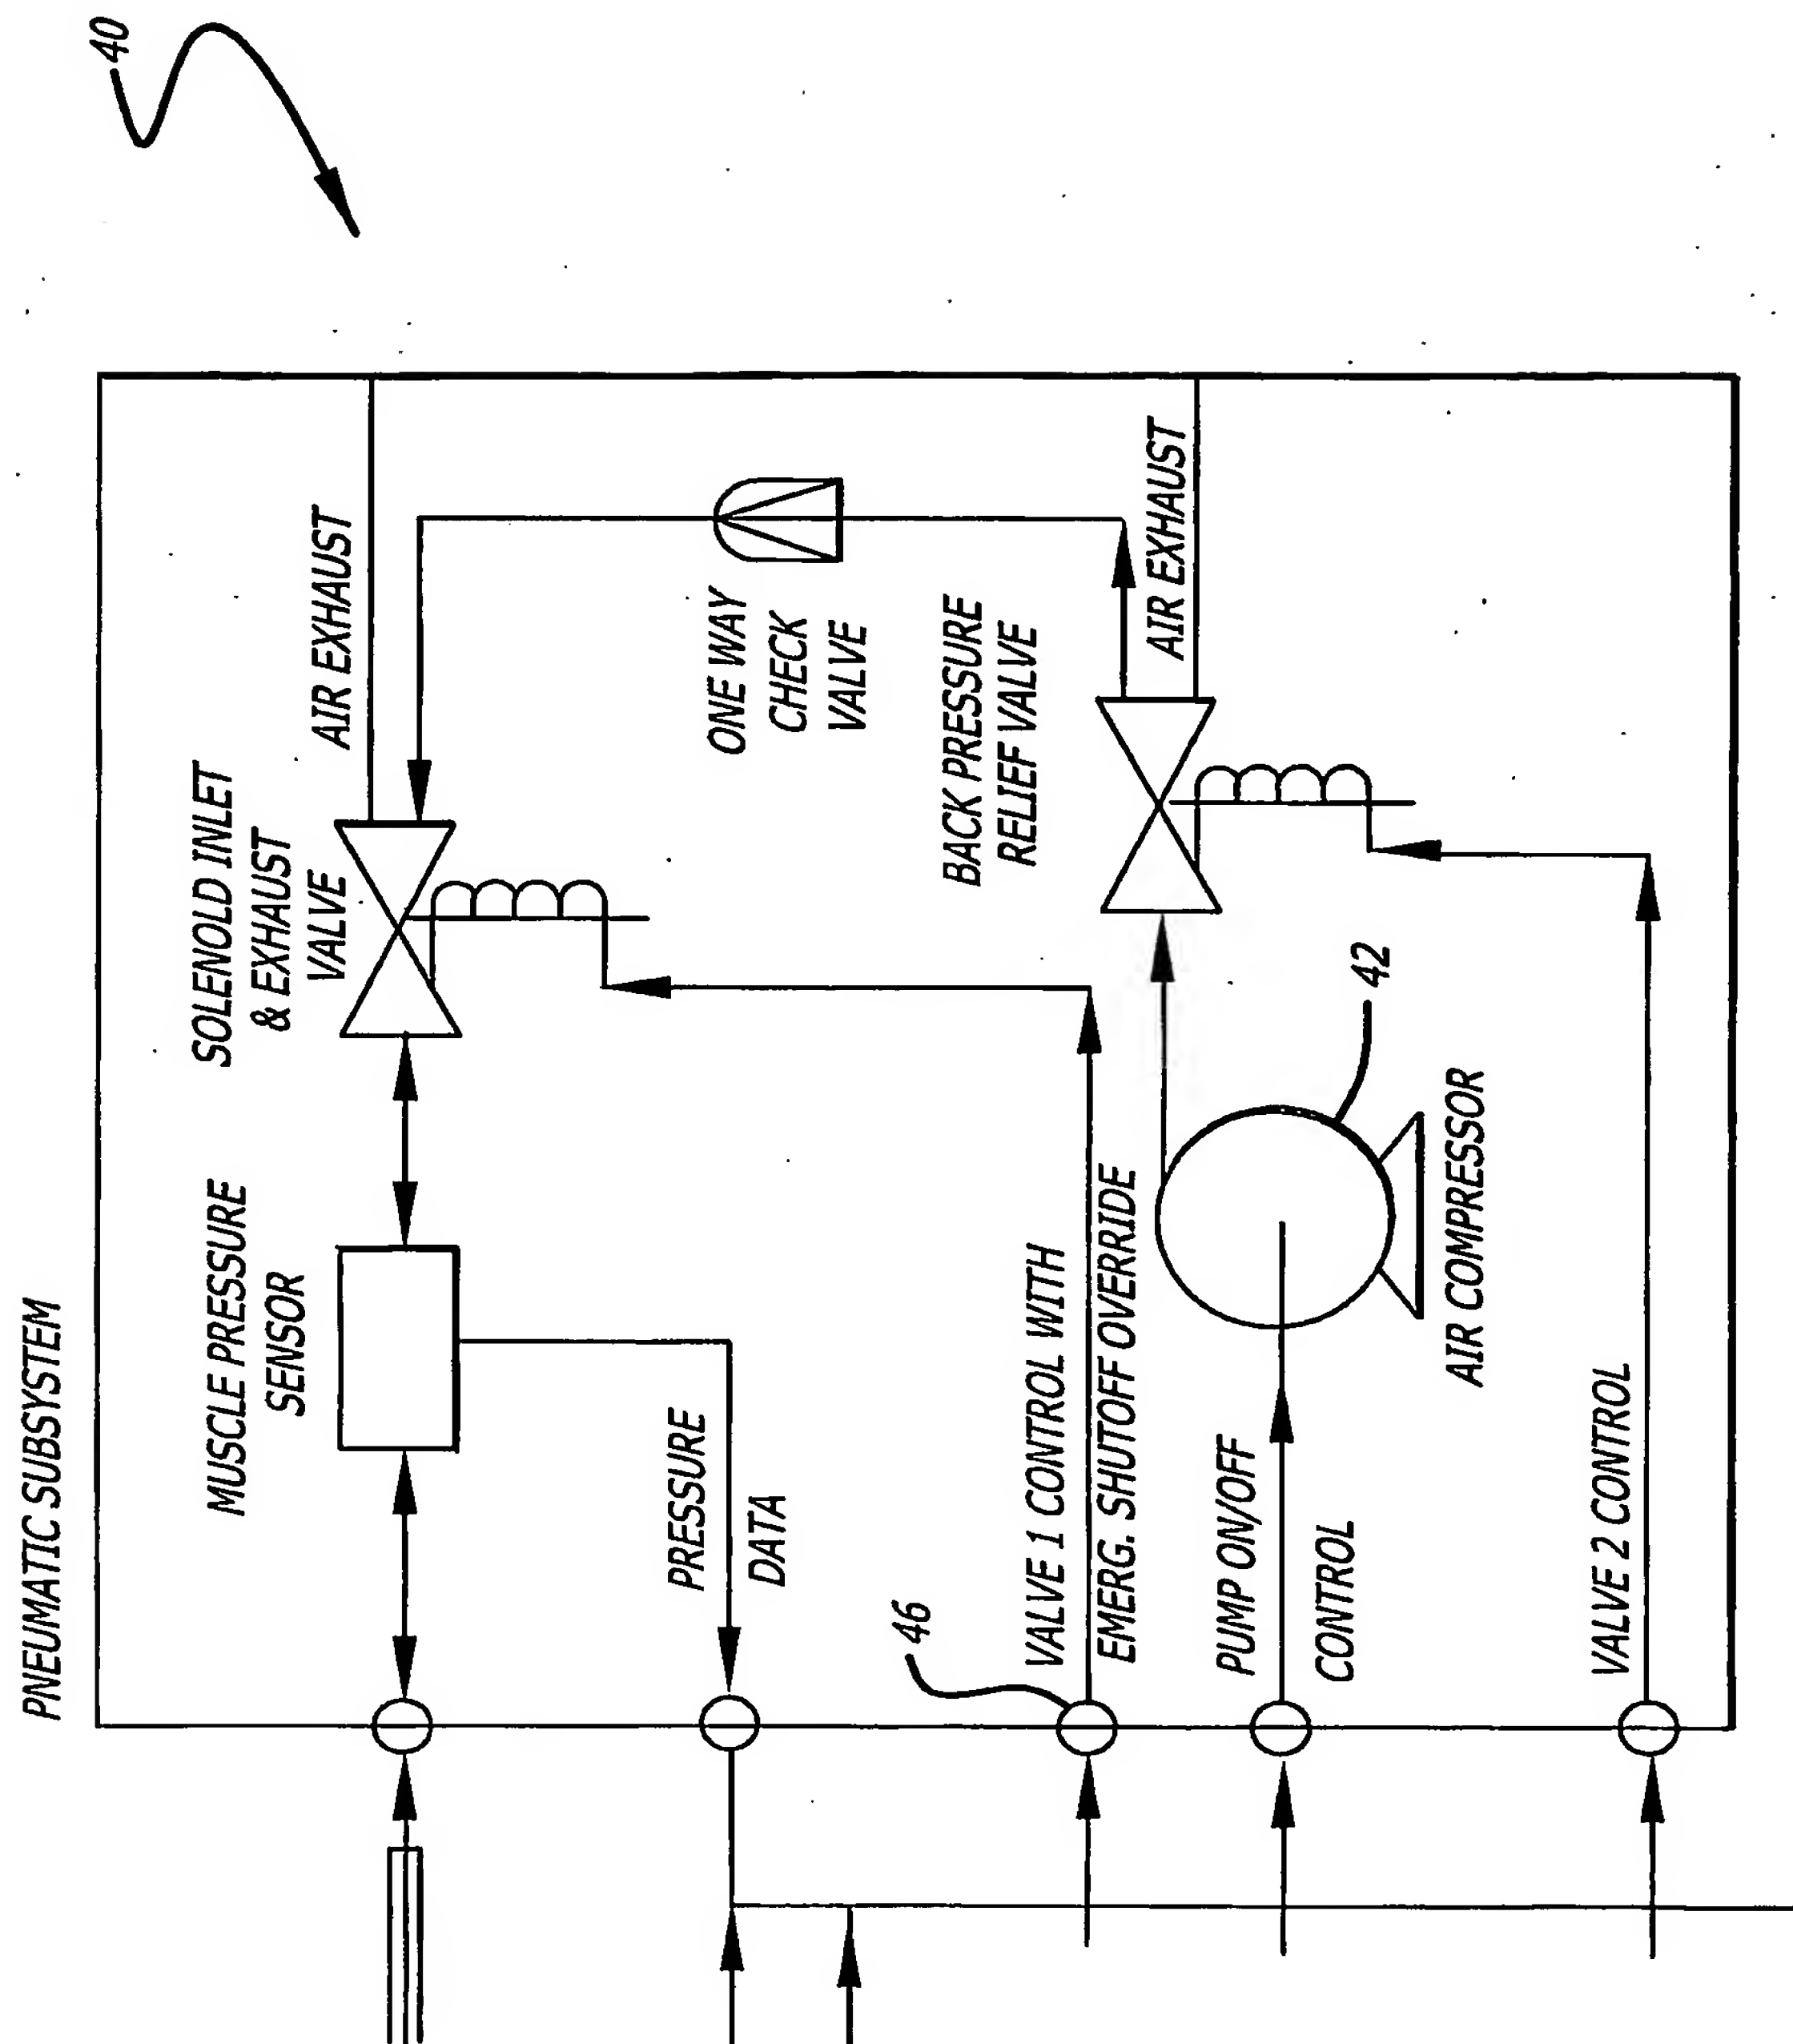 40
PNEUMATIC SUBSYSTEM
MUSCLE PRESSURE
SENSOR
SOLENOLD INLET
& EXHAUST
VALVE
AIR EXHAUST
PRESSURE
DATA
ONE WAY
CHECK
VALVE
46
BACK PRESSURE
RELIEF VALVE
VALVE 1 CONTROL WITH
EMERG. SHUTOFF OVERRIDE
AIR EXHAUST
PUMP ON/OFF
CONTROL
42
AIR COMPRESSOR
VALVE 2 CONTROL